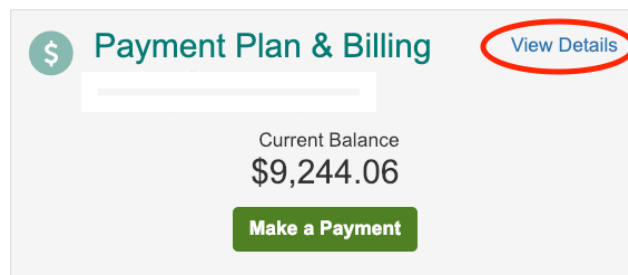 $ Payment Plan & Billing View Details
Current Balance
$9,244.06
Make a Payment